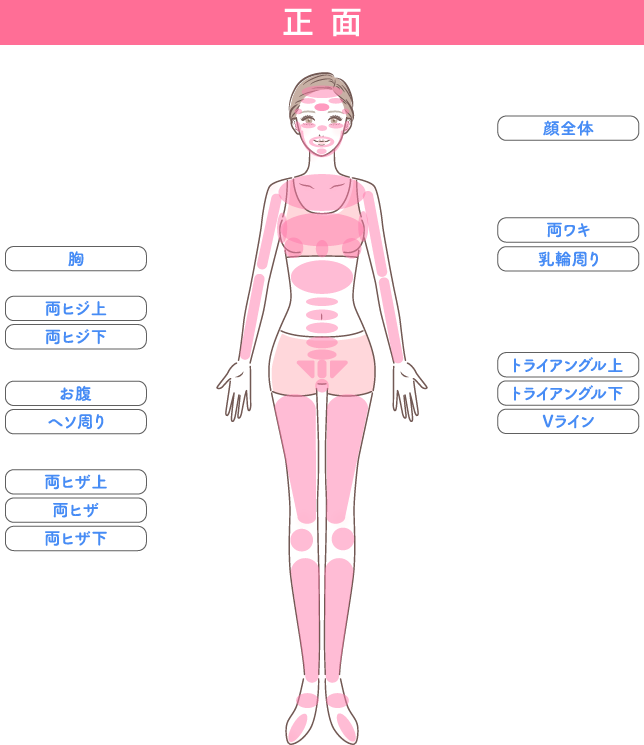 正面
胸
両ヒジ上
両ヒジ下
お腹
ヘソ周り
両ヒザ上
両ヒザ
両ヒザ下
顔全体
両ワキ
乳輪周り
トライアングル上
トライアングル下
Vライン